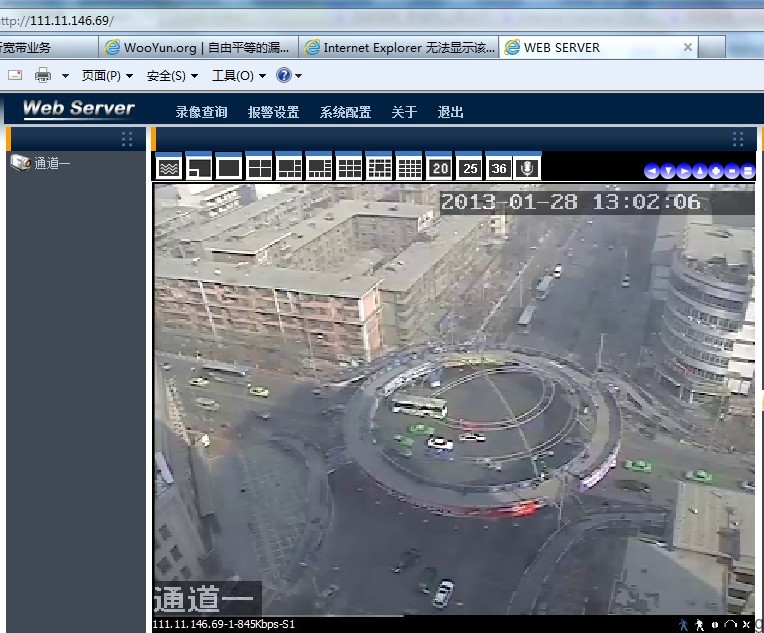 http://111.11.146.69/
宽带业务
WooYun.org | 自由平等的漏...
Internet Explorer 无法显示该...
WEB SERVER
页面(P)
安全(S)
工具(O)
Web Server
录像查询
报警设置
系统配置
关于
退出
通道一
20
25
36
2013-01-28 13:02:06
通道一
111.11.146.69-1-845Kbps-S1